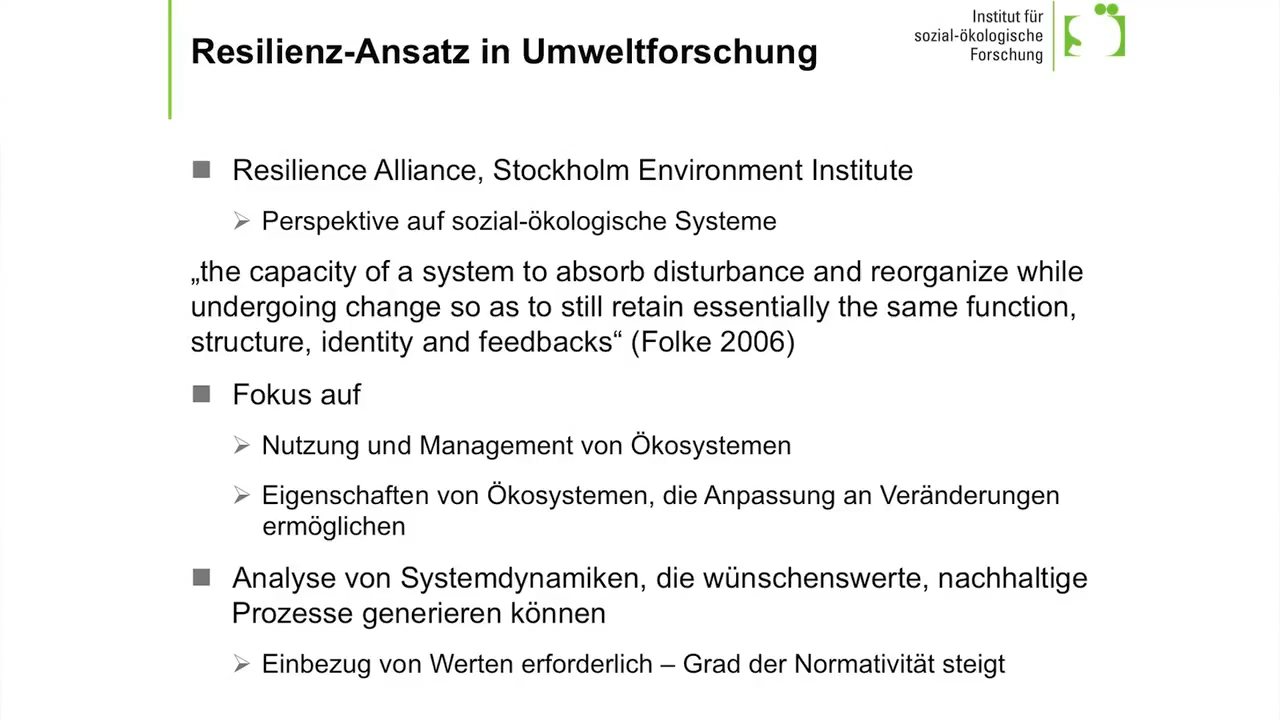 Resilienz-Ansatz in Umweltforschung
Institut für
sozial-ökologische
Forschung
Resilience Alliance, Stockholm Environment Institute
Perspektive auf sozial-ökologische Systeme
„the capacity of a system to absorb disturbance and reorganize while
undergoing change so as to still retain essentially the same function,
structure, identity and feedbacks“ (Folke 2006)
Fokus auf
Nutzung und Management von Ökosystemen
Eigenschaften von Ökosystemen, die Anpassung an Veränderungen
ermöglichen
Analyse von Systemdynamiken, die wünschenswerte, nachhaltige
Prozesse generieren können
Einbezug von Werten erforderlich – Grad der Normativität steigt